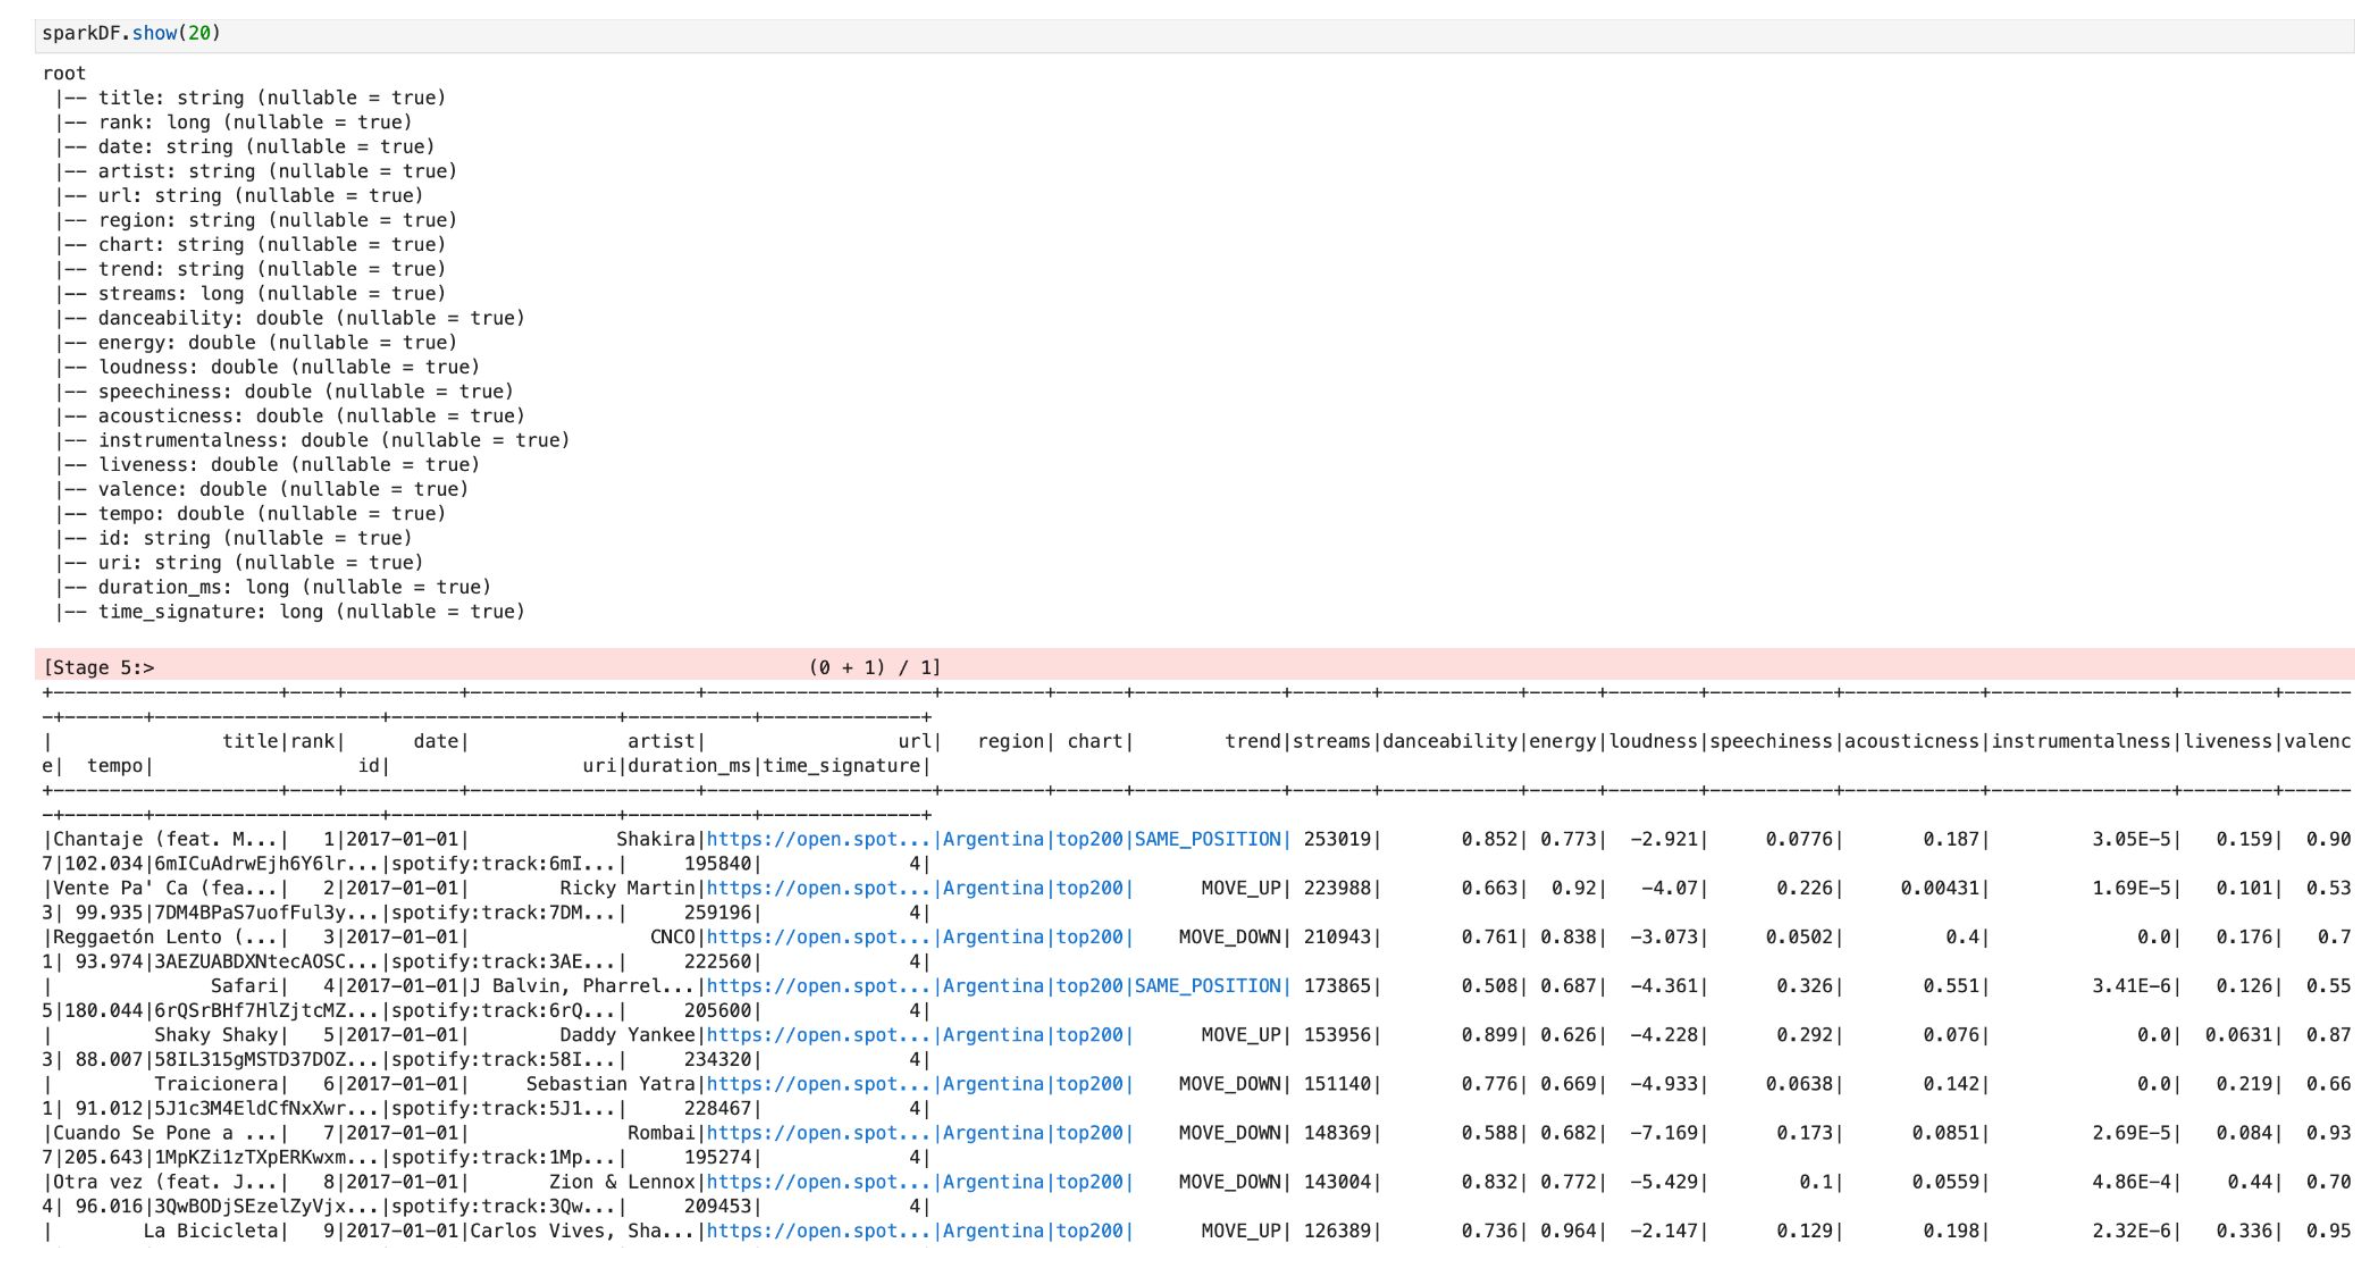 sparkDF.show(20)
root
|-- title: string (nullable = true)
|-- rank: long (nullable = true)
|-- date: string (nullable = true)
|-- artist: string (nullable = true)
|-- url: string (nullable = true)
|-- region: string (nullable = true)
|-- chart: string (nullable = true)
|-- trend: string (nullable = true)
|-- streams: long (nullable = true)
|-- danceability: double (nullable = true)
|-- energy: double (nullable = true)
|-- loudness: double (nullable = true)
|-- speechiness: double (nullable = true)
|-- acousticness: double (nullable = true)
|-- instrumentalness: double (nullable = true)
|-- liveness: double (nullable = true)
|-- valence: double (nullable = true)
|-- tempo: double (nullable = true)
|-- id: string (nullable = true)
|-- uri: string (nullable = true)
|-- duration_ms: long (nullable = true)
|-- time_signature: long (nullable = true)
[Stage 5:> (0 + 1) / 1]
+--------------------+----+----------+--------------------+--------------------+---------+------+-------------+-------+------------+------+--------+-----------+------------+----------------+--------+------
-+-------+--------------------+--------------------+-----------+--------------+
| title|rank| date| artist| url| region| chart| trend|streams|danceability|energy|loudness|speechiness|acousticness|instrumentalness|liveness|valenc
e| tempo| id| uri|duration_ms|time_signature|
+--------------------+----+----------+--------------------+--------------------+---------+------+-------------+-------+------------+------+--------+-----------+------------+----------------+--------+------
-+-------+--------------------+--------------------+-----------+--------------+
|Chantaje (feat. M...| 1|2017-01-01| Shakira|https://open.spot...|Argentina|top200|SAME_POSITION| 253019| 0.852| 0.773| -2.921| 0.0776| 0.187| 3.05E-5| 0.159| 0.90
7|102.034|6mICuAdrwEjh6Y6lr...|spotify:track:6mI...| 195840| 4|
|Vente Pa' Ca (fea...| 2|2017-01-01| Ricky Martin|https://open.spot...|Argentina|top200| MOVE_UP| 223988| 0.663| 0.92| -4.07| 0.226| 0.00431| 1.69E-5| 0.101| 0.53
3| 99.935|7DM4BPaS7uofFul3y...|spotify:track:7DM...| 259196| 4|
|Reggaetón Lento (...| 3|2017-01-01| CNCO|https://open.spot...|Argentina|top200| MOVE_DOWN| 210943| 0.761| 0.838| -3.073| 0.0502| 0.4| 0.0| 0.176| 0.7
1| 93.974|3AEZUABDXNtecAOSC...|spotify:track:3AE...| 222560| 4|
| Safari| 4|2017-01-01|J Balvin, Pharrel...|https://open.spot...|Argentina|top200|SAME_POSITION| 173865| 0.508| 0.687| -4.361| 0.326| 0.551| 3.41E-6| 0.126| 0.55
5|180.044|6rQSrBHf7HlZjtcMZ...|spotify:track:6rQ...| 205600| 4|
| Shaky Shaky| 5|2017-01-01| Daddy Yankee|https://open.spot...|Argentina|top200| MOVE_UP| 153956| 0.899| 0.626| -4.228| 0.292| 0.076| 0.0| 0.0631| 0.87
3| 88.007|58IL315gMSTD37DOZ...|spotify:track:58I...| 234320| 4|
| Traicionera| 6|2017-01-01| Sebastian Yatra|https://open.spot...|Argentina|top200| MOVE_DOWN| 151140| 0.776| 0.669| -4.933| 0.0638| 0.142| 0.0| 0.219| 0.66
1| 91.012|5J1c3M4EldCfNxXwr...|spotify:track:5J1...| 228467| 4|
|Cuando Se Pone a ...| 7|2017-01-01| Rombai|https://open.spot...|Argentina|top200| MOVE_DOWN| 148369| 0.588| 0.682| -7.169| 0.173| 0.0851| 2.69E-5| 0.084| 0.93
7|205.643|1MpKZi1zTXpERKwxm...|spotify:track:1Mp...| 195274| 4|
|Otra vez (feat. J...| 8|2017-01-01| Zion & Lennox|https://open.spot...|Argentina|top200| MOVE_DOWN| 143004| 0.832| 0.772| -5.429| 0.1| 0.0559| 4.86E-4| 0.44| 0.70
4| 96.016|3QwBODjSEzelZyVjx...|spotify:track:3Qw...| 209453| 4|
| La Bicicleta| 9|2017-01-01|Carlos Vives, Sha...|https://open.spot...|Argentina|top200| MOVE_UP| 126389| 0.736| 0.964| -2.147| 0.129| 0.198| 2.32E-6| 0.336| 0.95